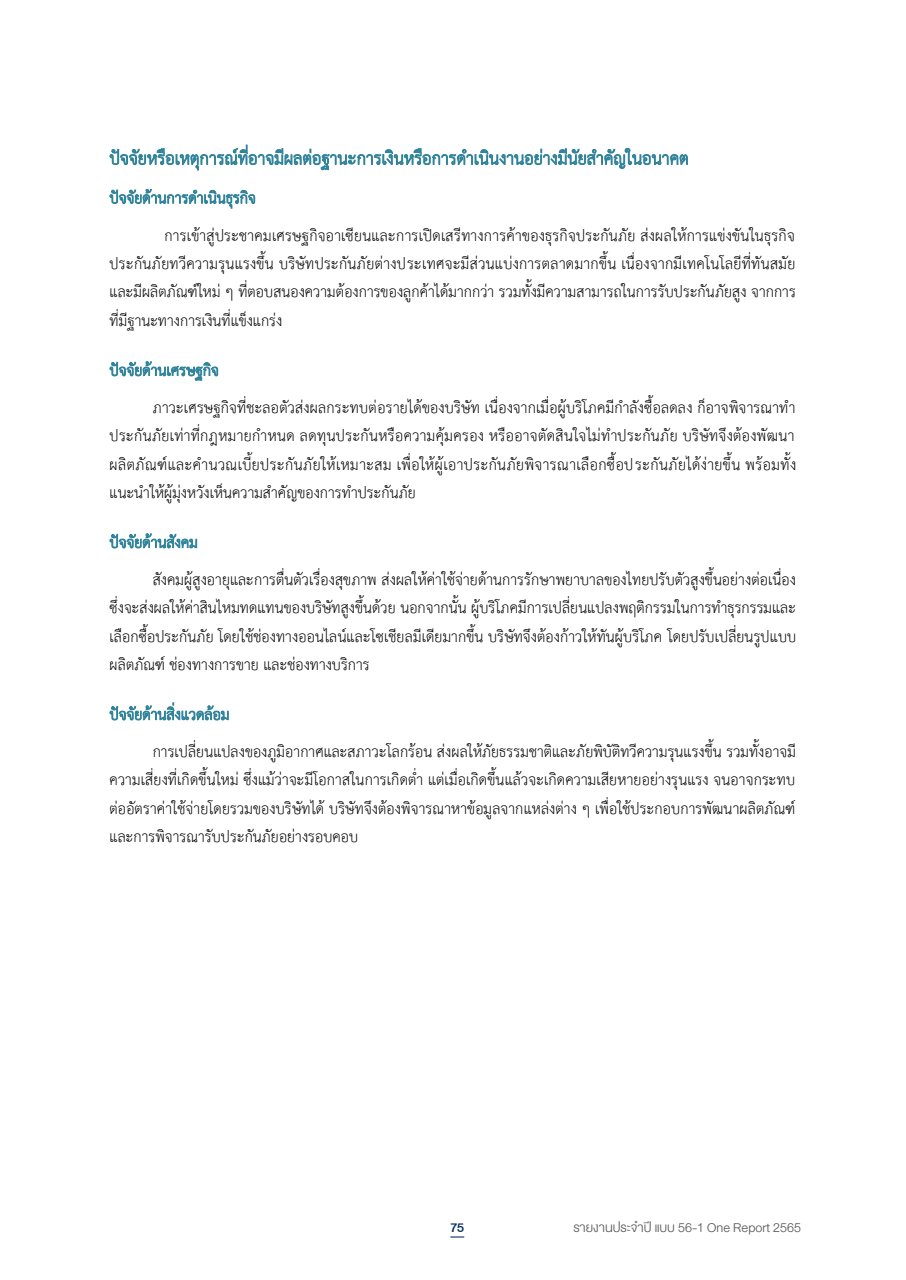 ปัจจัยหรือเหตุการณ์ที่อาจมีผลต่อฐานะการเงินหรือการดำเนินงานอย่างมีนัยสำคัญในอนาคต
ปัจจัยด้านการดำเนินธุรกิจ
การเข้าสู่ประชาคมเศรษฐกิจอาเซียนและการเปิดเสรีทางการค้าของธุรกิจประกันภัย ส่งผลให้การแข่งขันในธุรกิจ
ประกันภัยทวีความรุนแรงขึ้น บริษัทประกันภัยต่างประเทศจะมีส่วนแบ่งการตลาดมากขึ้น เนื่องจากมีเทคโนโลยีที่ทันสมัย
และมีผลิตภัณฑ์ใหม่ ๆ ที่ตอบสนองความต้องการของลูกค้าได้มากกว่า รวมทั้งมีความสามารถในการรับประกันภัยสูง จากการ
ที่มีฐานะทางการเงินที่แข็งแกร่ง
ปัจจัยด้านเศรษฐกิจ
ภาวะเศรษฐกิจที่ชะลอตัวส่งผลกระทบต่อรายได้ของบริษัท เนื่องจากเมื่อผู้บริโภคมีกำลังซื้อลดลง ก็อาจพิจารณาทำ
ประกันภัยเท่าที่กฎหมายกำหนด ลดทุนประกันหรือความคุ้มครอง หรืออาจตัดสินใจไม่ทำประกันภัย บริษัทจึงต้องพัฒนา
ผลิตภัณฑ์และคำนวณเบี้ยประกันภัยให้เหมาะสม เพื่อให้ผู้เอาประกันภัยพิจารณาเลือกซื้อประกันภัยได้ง่ายขึ้น พร้อมทั้ง
แนะนำให้ผู้มุ่งหวังเห็นความสำคัญของการทำประกันภัย
ปัจจัยด้านสังคม
สังคมผู้สูงอายุและการตื่นตัวเรื่องสุขภาพ ส่งผลให้ค่าใช้จ่ายด้านการรักษาพยาบาลของไทยปรับตัวสูงขึ้นอย่างต่อเนื่อง
ซึ่งจะส่งผลให้ค่าสินไหมทดแทนของบริษัทสูงขึ้นด้วย นอกจากนั้น ผู้บริโภคมีการเปลี่ยนแปลงพฤติกรรมในการทำธุรกรรมและ
เลือกซื้อประกันภัย โดยใช้ช่องทางออนไลน์และโซเชียลมีเดียมากขึ้น บริษัทจึงต้องก้าวให้ทันผู้บริโภค โดยปรับเปลี่ยนรูปแบบ
ผลิตภัณฑ์ ช่องทางการขาย และช่องทางบริการ
ปัจจัยด้านสิ่งแวดล้อม
การเปลี่ยนแปลงของภูมิอากาศและสภาวะโลกร้อน ส่งผลให้ภัยธรรมชาติและภัยพิบัติทวีความรุนแรงขึ้น รวมทั้งอาจมี
ความเสี่ยงที่เกิดขึ้นใหม่ ซึ่งแม้ว่าจะมีโอกาสในการเกิดต่ำ แต่เมื่อเกิดขึ้นแล้วจะเกิดความเสียหายอย่างรุนแรง จนอาจกระทบ
ต่ออัตราค่าใช้จ่ายโดยรวมของบริษัทได้ บริษัทจึงต้องพิจารณาหาข้อมูลจากแหล่งต่าง ๆ เพื่อใช้ประกอบการพัฒนาผลิตภัณฑ์
และการพิจารณารับประกันภัยอย่างรอบคอบ
75 รายงานประจำปี แบบ 56-1 One Report 2565